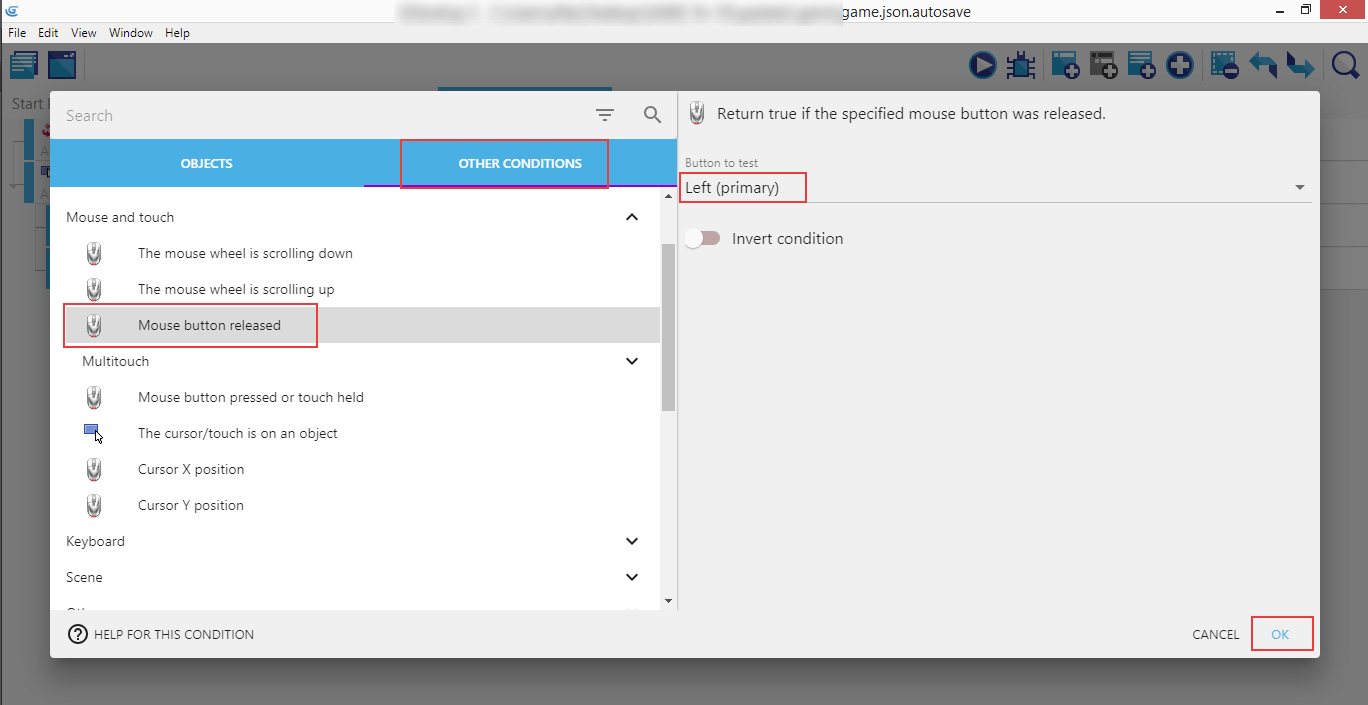 game.json.autosave
File Edit View Window Help
Start
Search
OBJECTS OTHER CONDITIONS
Mouse and touch
The mouse wheel is scrolling down
The mouse wheel is scrolling up
Mouse button released
Multitouch
Mouse button pressed or touch held
The cursor/touch is on an object
Cursor X position
Cursor Y position
Keyboard
Scene
HELP FOR THIS CONDITION
Return true if the specified mouse button was released.
Button to test
Left (primary)
Invert condition
CANCEL OK